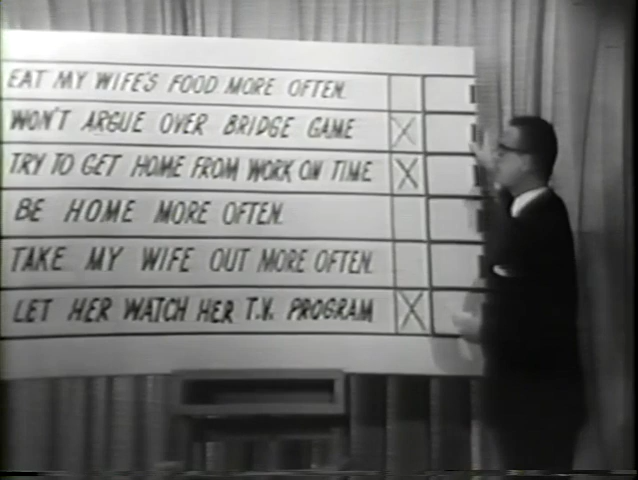 EAT MY WIFE'S FOOD MORE OFTEN.
WON'T ARGUE OVER BRIDGE GAME
TRY TO GET HOME FROM WORK ON TIME
BE HOME MORE OFTEN.
TAKE MY WIFE OUT MORE OFTEN.
LET HER WATCH HER T.V. PROGRAM